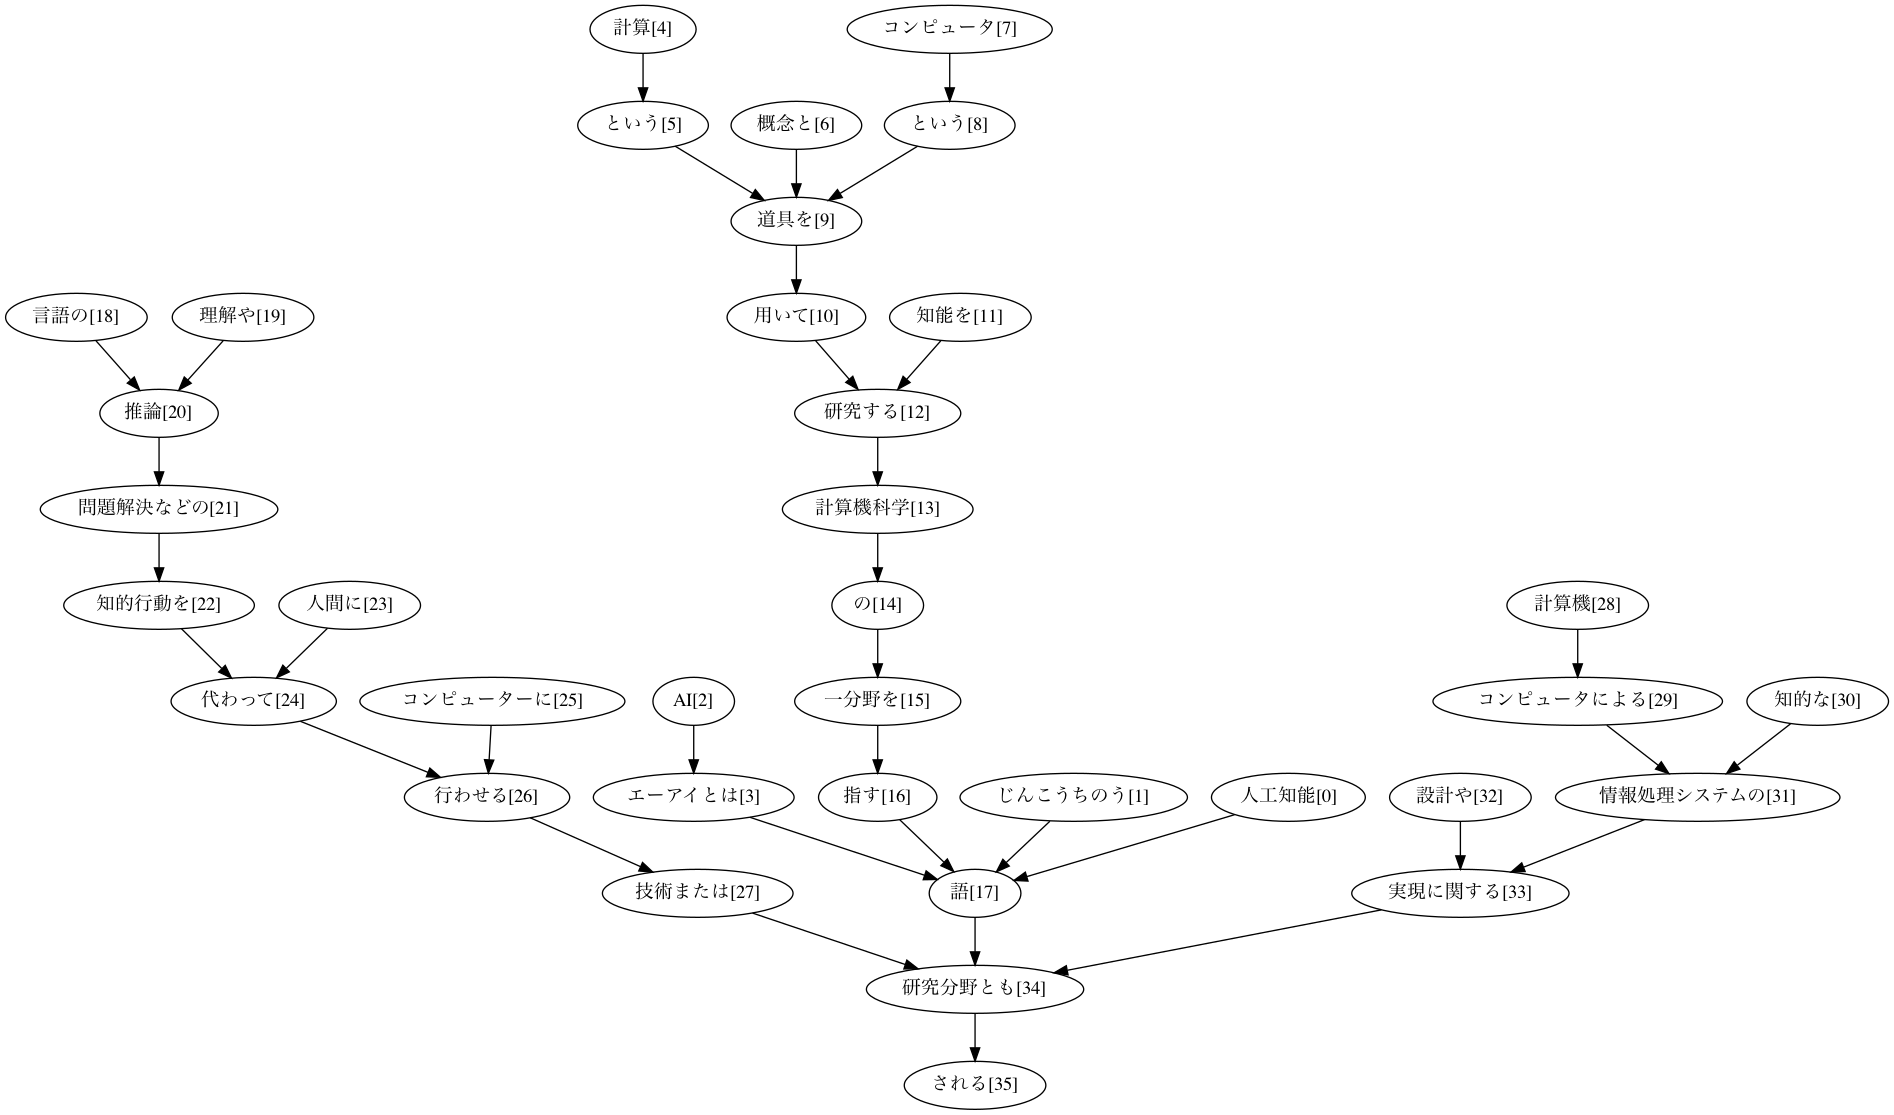 計算[4]
コンピュータ[7]
という[5]
概念と[6]
という[8]
道具を[9]
言語の[18]
理解や[19]
用いて[10]
知能を[11]
推論[20]
研究する[12]
問題解決などの[21]
計算機科学[13]
知的行動を[22]
人間に[23]
の[14]
計算機[28]
代わって[24]
コンピューターに[25]
AI[2]
一分野を[15]
コンピュータによる[29]
知的な[30]
行わせる[26]
エーアイとは[3]
指す[16]
じんこうちのう[1]
人工知能[0]
設計や[32]
情報処理システムの[31]
技術または[27]
語[17]
実現に関する[33]
研究分野とも[34]
される[35]